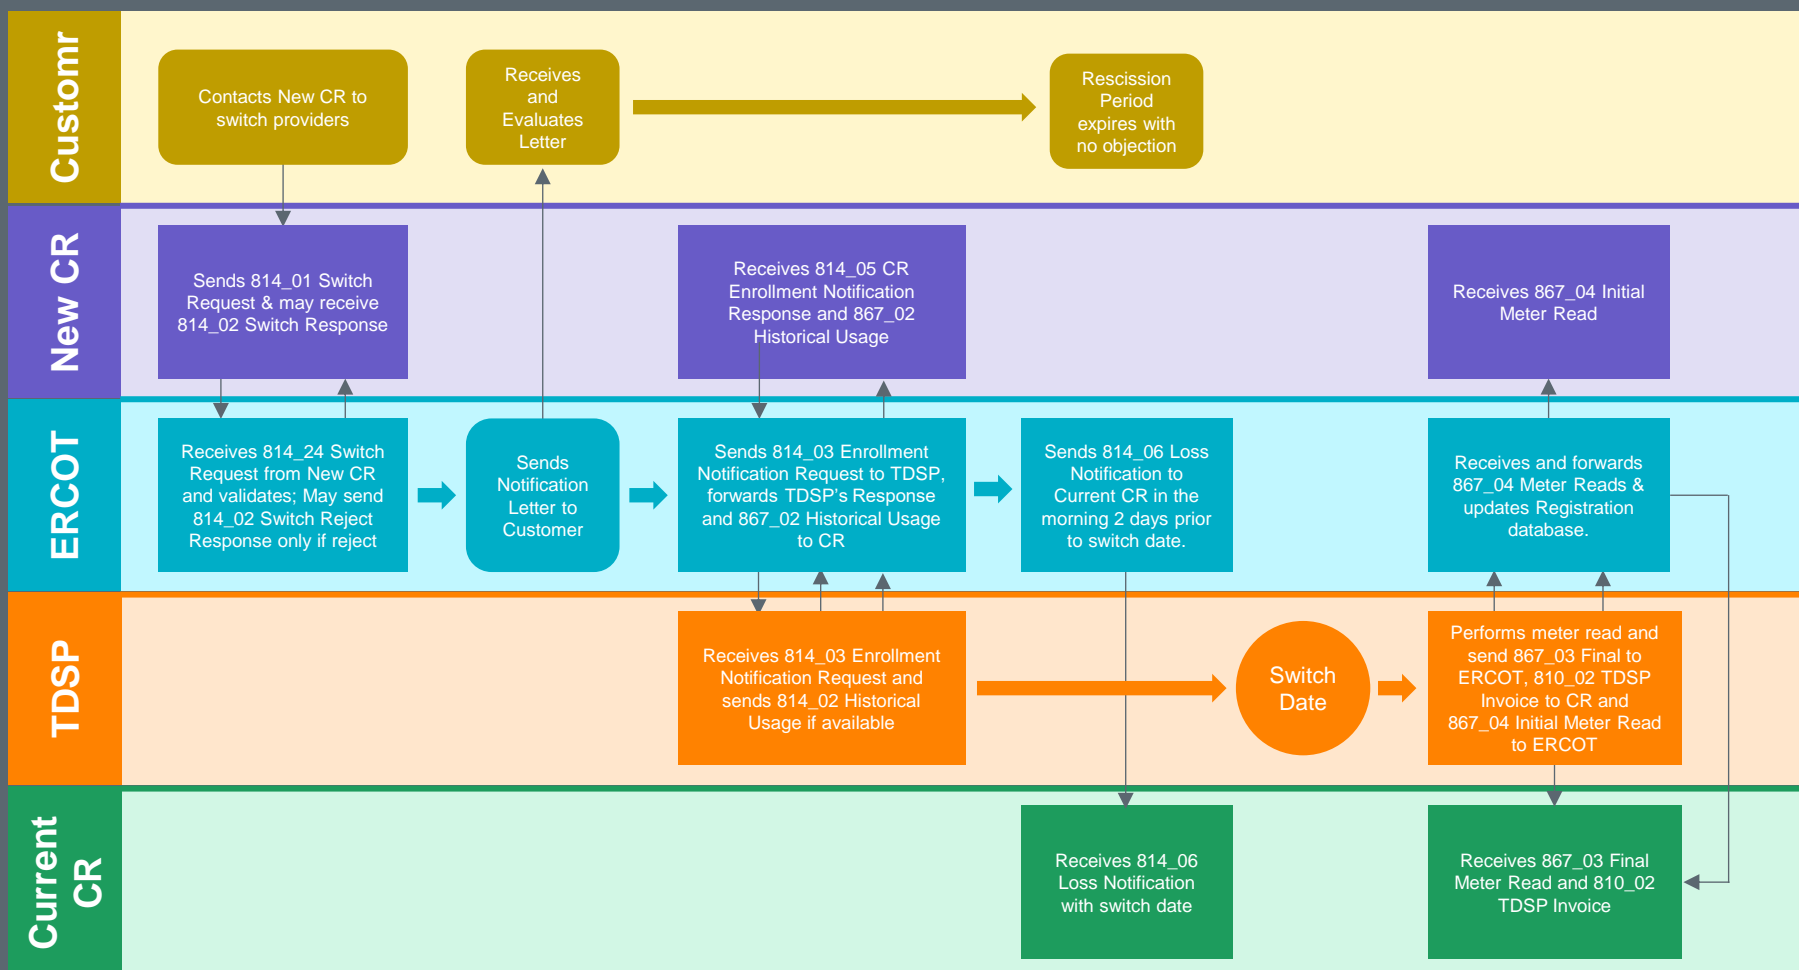 Customr
Contacts New CR to
switch providers
Receives
and
Evaluates
Letter
Rescission
Period
expires with
no objection
New CR
Sends 814_01 Switch
Request & may receive
814_02 Switch Response
Receives 814_05 CR
Enrollment Notification
Response and 867_02
Historical Usage
Receives 867_04 Initial
Meter Read
ERCOT
Receives 814_24 Switch
Request from New CR
and validates; May send
814_02 Switch Reject
Response only if reject
Sends
Notification
Letter to
Customer
Sends 814_03 Enrollment
Notification Request to TDSP,
forwards TDSP's Response
and 867_02 Historical Usage
to CR
Sends 814_06 Loss
Notification to
Current CR in the
morning 2 days prior
to switch date.
Receives and forwards
867_04 Meter Reads &
updates Registration
database.
TDSP
Receives 814_03 Enrollment
Notification Request and
sends 814_02 Historical
Usage if available
Switch
Date
Performs meter read and
send 867_03 Final to
ERCOT, 810_02 TDSP
Invoice to CR and
867_04 Initial Meter Read
to ERCOT
Current
CR
Receives 814_06
Loss Notification
with switch date
Receives 867_03 Final
Meter Read and 810_02
TDSP Invoice